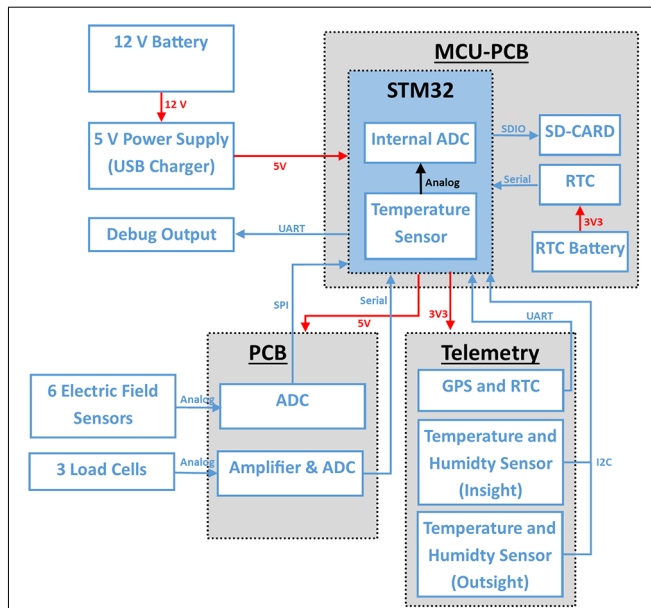 12 V Battery
12 V
5 V Power Supply
(USB Charger)
5V
Debug Output
UART
MCU-PCB
STM32
Internal ADC
Analog
Temperature
Sensor
SDIO
SD-CARD
Serial
RTC
3V3
RTC Battery
SPI
Serial
5V
3V3
UART
PCB
ADC
Amplifier & ADC
6 Electric Field
Sensors
Analog
3 Load Cells
Analog
Telemetry
GPS and RTC
Temperature and
Humidty Sensor
(Insight)
I2C
Temperature and
Humidty Sensor
(Outsight)